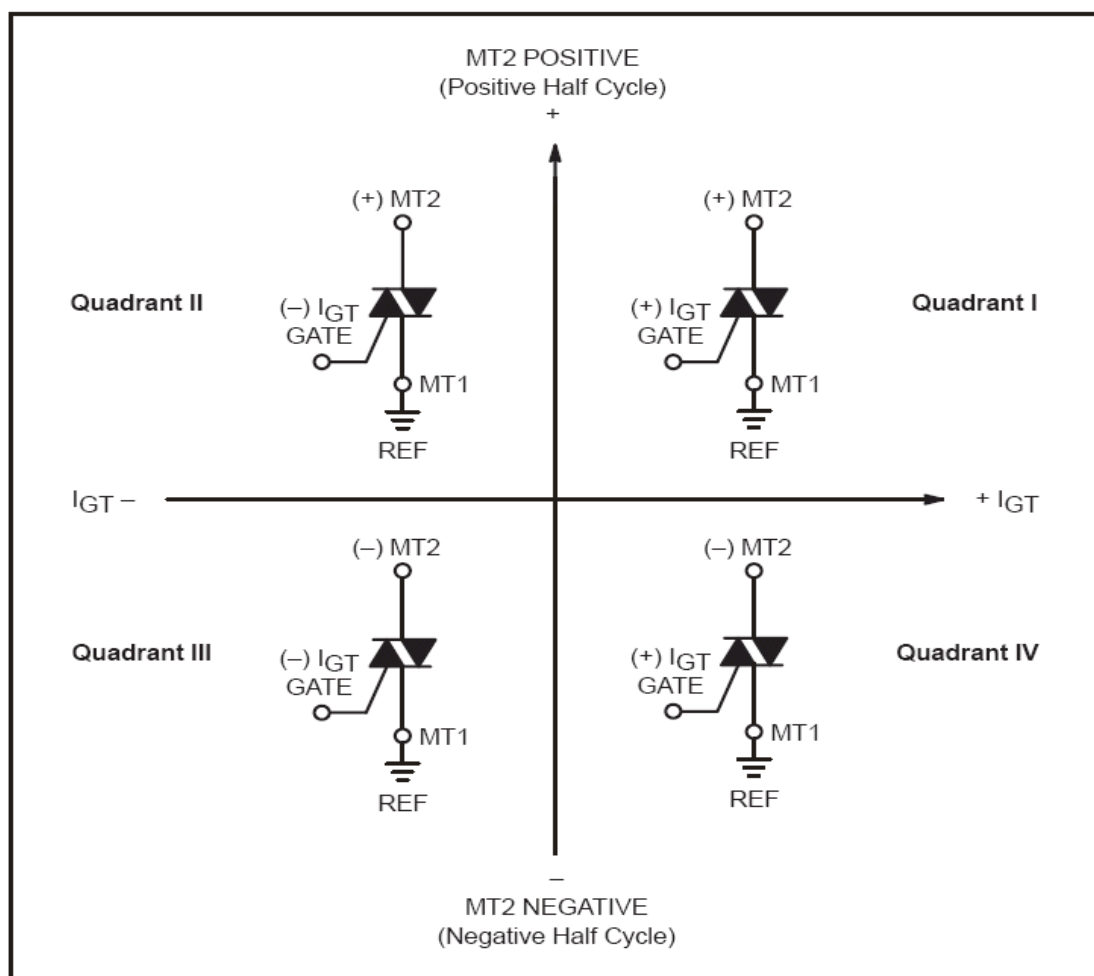 MT2 POSITIVE
(Positive Half Cycle)
+
(+) MT2
(+) MT2
Quadrant II
(–) IGT
GATE
MT1
REF
(+) IGT
GATE
MT1
REF
Quadrant I
IGT –
+ IGT
(–) MT2
(–) MT2
Quadrant III
(–) IGT
GATE
MT1
REF
(+) IGT
GATE
MT1
REF
Quadrant IV
–
MT2 NEGATIVE
(Negative Half Cycle)